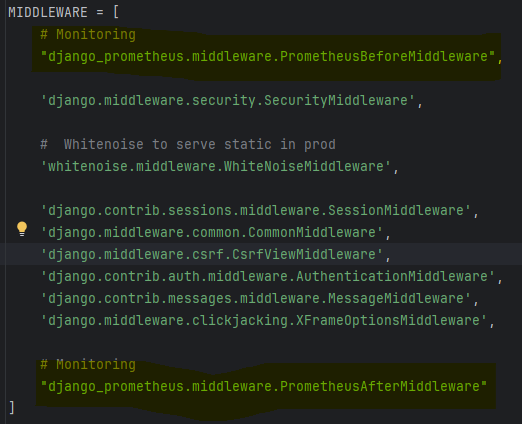 MIDDLEWARE = [
# Monitoring
"django_prometheus.middleware.PrometheusBeforeMiddleware",
'django.middleware.security.SecurityMiddleware',
#  Whitenoise to serve static in prod
'whitenoise.middleware.WhiteNoiseMiddleware',
'django.contrib.sessions.middleware.SessionMiddleware',
'django.middleware.common.CommonMiddleware',
'django.middleware.csrf.CsrfViewMiddleware',
'django.contrib.auth.middleware.AuthenticationMiddleware',
'django.contrib.messages.middleware.MessageMiddleware',
'django.middleware.clickjacking.XFrameOptionsMiddleware',
# Monitoring
"django_prometheus.middleware.PrometheusAfterMiddleware"
]